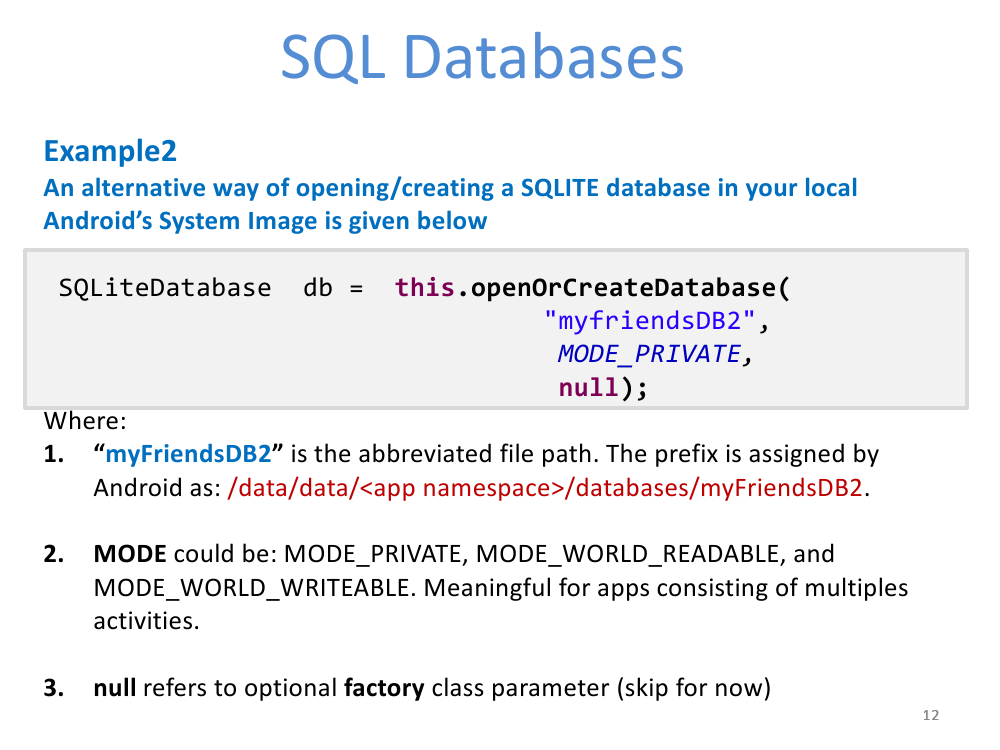 SQL Databases
Example2
An alternative way of opening/creating a SQLITE database in your local
Android’s System Image is given below
SQLiteDatabase db = this.openOrCreateDatabase(
"myfriendsDB2",
MODE_PRIVATE,
null);
Where:
1. “myFriendsDB2” is the abbreviated file path. The prefix is assigned by
Android as: /data/data/<app namespace>/databases/myFriendsDB2.
2. MODE could be: MODE_PRIVATE, MODE_WORLD_READABLE, and
MODE_WORLD_WRITEABLE. Meaningful for apps consisting of multiples
activities.
3. null refers to optional factory class parameter (skip for now)
12